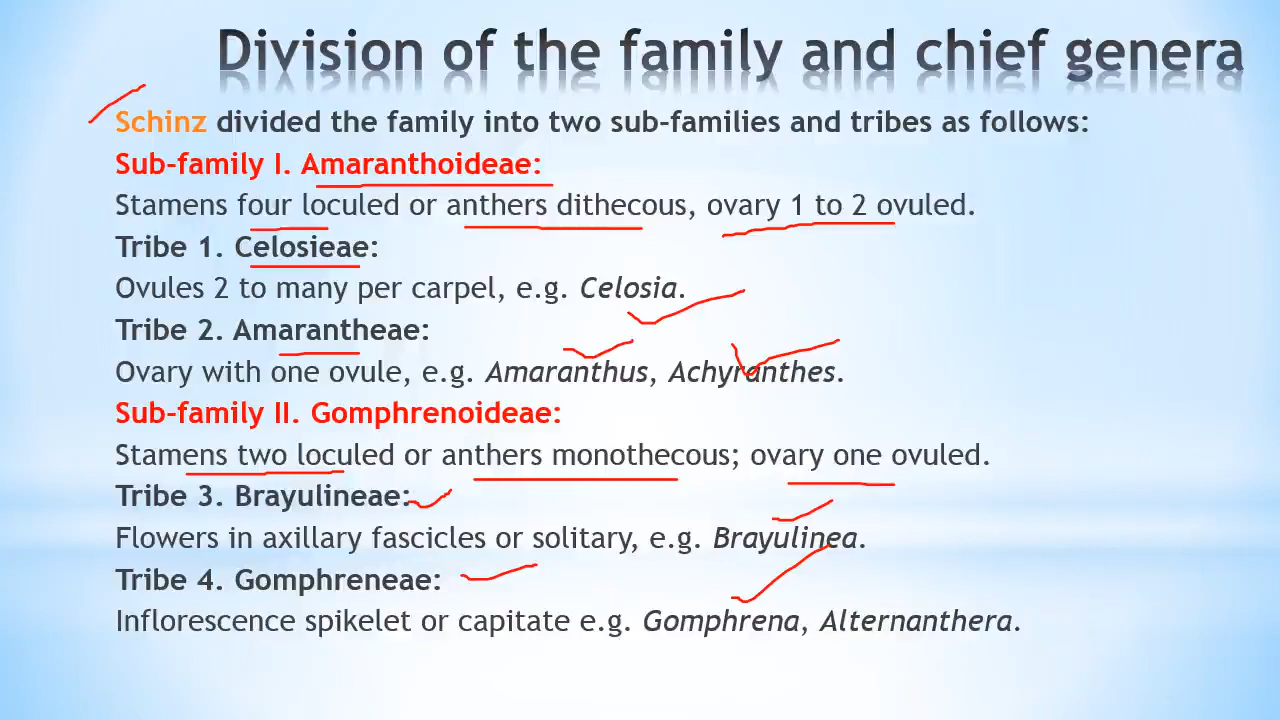 Division of the family and chief genera
Schinz divided the family into two sub-families and tribes as follows:
Sub-family I. Amaranthoideae:
Stamens four loculed or anthers dithecous, ovary 1 to 2 ovuled.
Tribe 1. Celosieae:
Ovules 2 to many per carpel, e.g. Celosia.
Tribe 2. Amarantheae:
Ovary with one ovule, e.g. Amaranthus, Achyranthes.
Sub-family II. Gomphrenoideae:
Stamens two loculed or anthers monothecous; ovary one ovuled.
Tribe 3. Brayulineae:
Flowers in axillary fascicles or solitary, e.g. Brayulinea.
Tribe 4. Gomphreneae:
Inflorescence spikelet or capitate e.g. Gomphrena, Alternanthera.